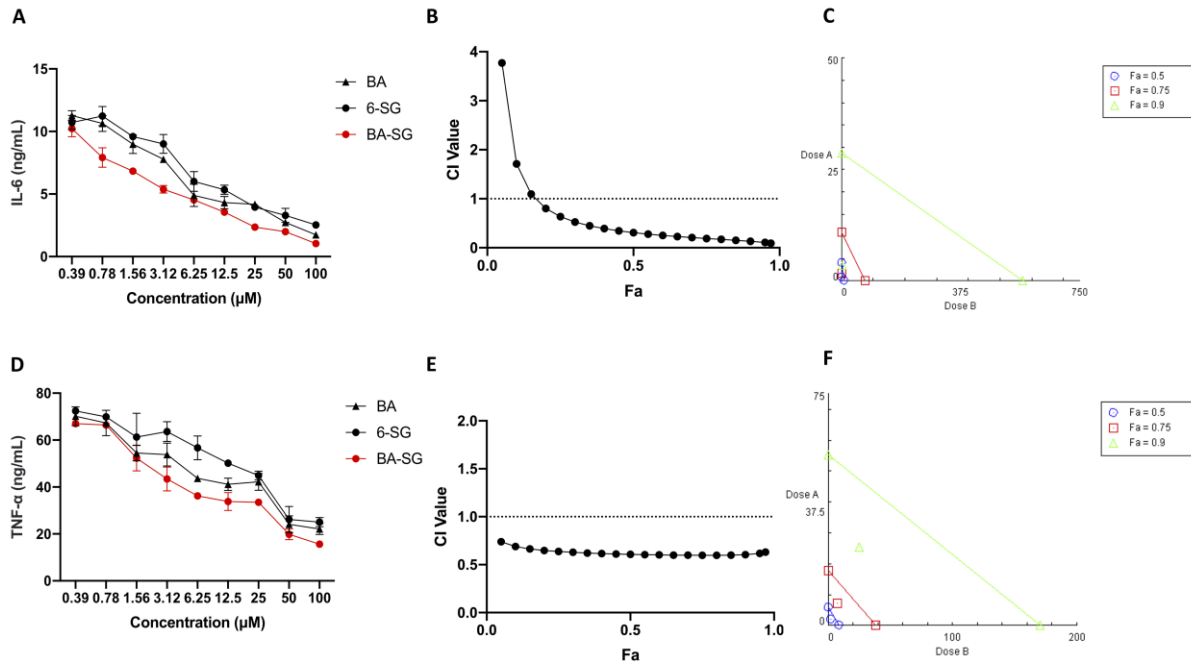 A
IL-6 (ng/mL)
15
10
5
0
0.39 0.78 1.56 3.12 6.25 12.5 25 50 100
Concentration (μM)
BA
6-SG
BA-SG
B
CI Value
4
3
2
1
0
0.0 0.5 1.0
Fa
C
50
Dose A
25
0
0 375 750
Dose B
Fa = 0.5
Fa = 0.75
Fa = 0.9
D
TNF-α (ng/mL)
80
60
40
20
0
0.39 0.78 1.56 3.12 6.25 12.5 25 50 100
Concentration (μM)
BA
6-SG
BA-SG
E
CI Value
2.0
1.5
1.0
0.5
0.0
0.0 0.5 1.0
Fa
F
75
Dose A
37.5
0
0 100 200
Dose B
Fa = 0.5
Fa = 0.75
Fa = 0.9